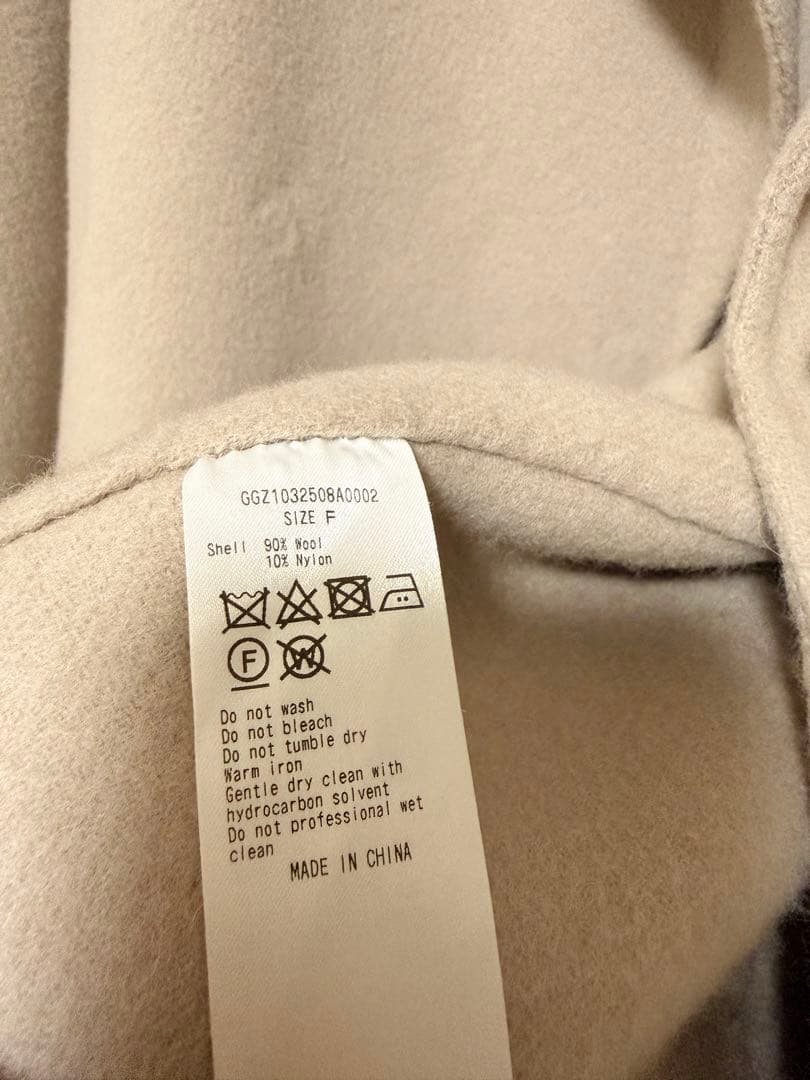 GGZ1032508A0002
SIZE F
Shell 90% Wool
10% Nylon
F W
Do not wash
Do not bleach
Do not tumble dry
Warm iron
Gentle dry clean with
hydrocarbon solvent
Do not professional wet
clean
MADE IN CHINA